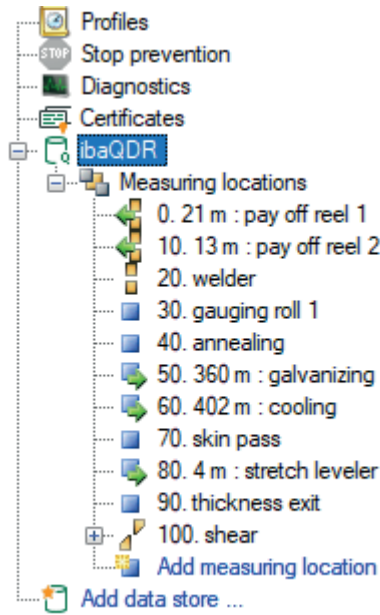 Profiles
STOP Stop prevention
Diagnostics
Certificates
ibaQDR
Measuring locations
0. 21 m : pay off reel 1
10. 13 m : pay off reel 2
20. welder
30. gauging roll 1
40. annealing
50. 360 m : galvanizing
60. 402 m : cooling
70. skin pass
80. 4 m : stretch leveler
90. thickness exit
100. shear
Add measuring location
Add data store ...